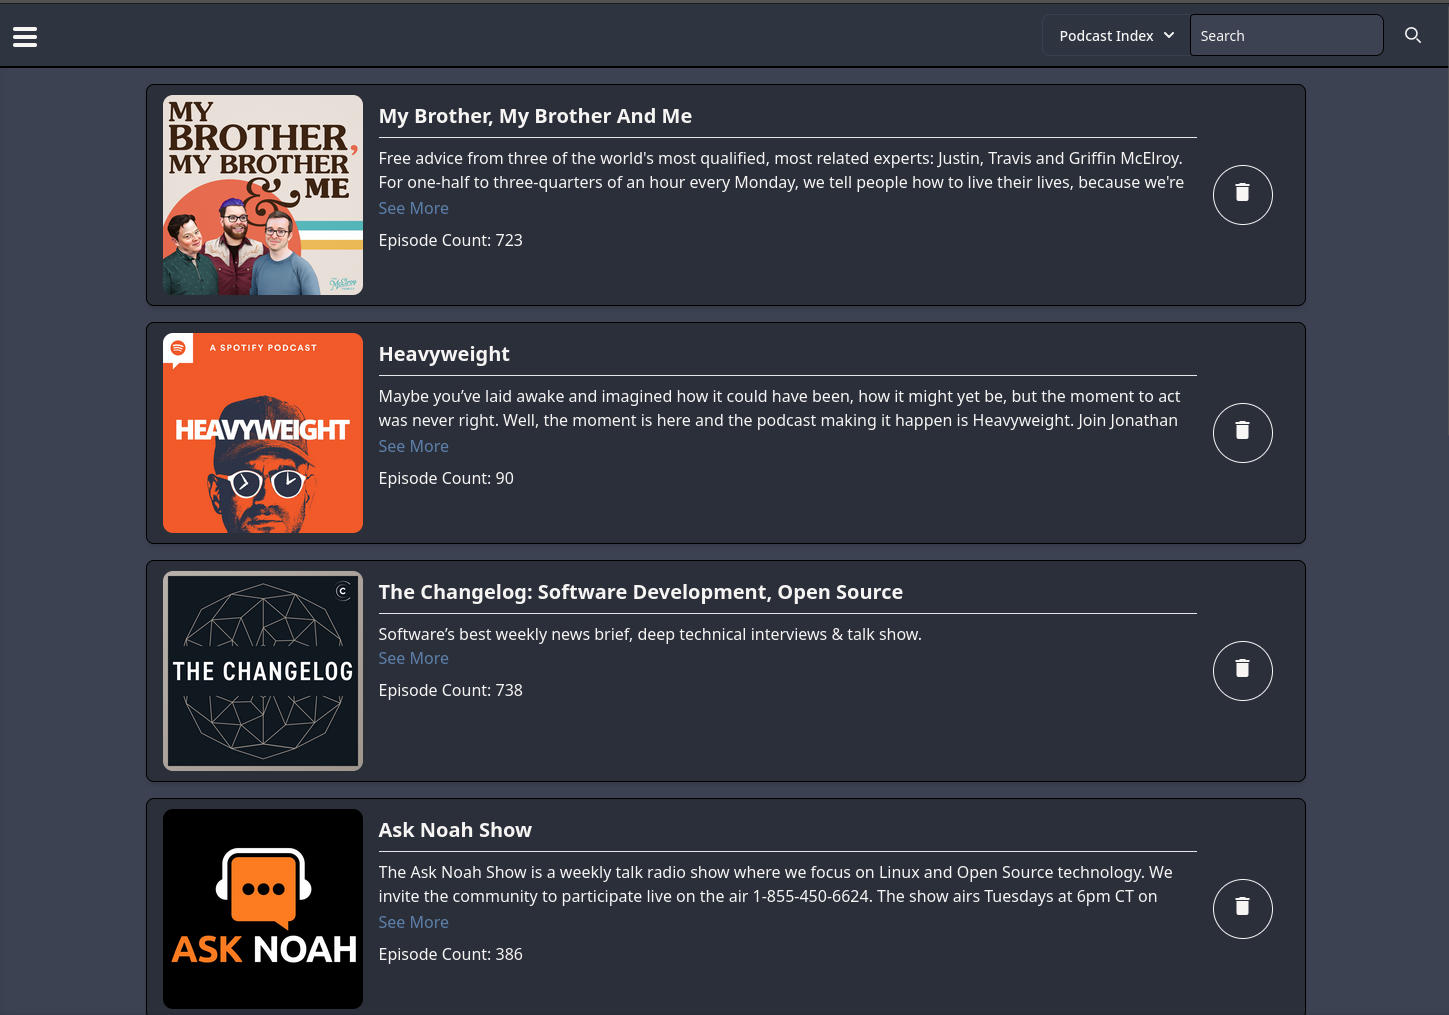 Podcast Index
Search
MY
BROTHER,
MY BROTHER
& ME
My Brother, My Brother And Me
Free advice from three of the world's most qualified, most related experts: Justin, Travis and Griffin McElroy.
For one-half to three-quarters of an hour every Monday, we tell people how to live their lives, because we're
See More
Episode Count: 723
A SPOTIFY PODCAST
HEAVYWEIGHT
Heavyweight
Maybe you’ve laid awake and imagined how it could have been, how it might yet be, but the moment to act
was never right. Well, the moment is here and the podcast making it happen is Heavyweight. Join Jonathan
See More
Episode Count: 90
C
THE CHANGELOG
The Changelog: Software Development, Open Source
Software’s best weekly news brief, deep technical interviews & talk show.
See More
Episode Count: 738
ASK NOAH
Ask Noah Show
The Ask Noah Show is a weekly talk radio show where we focus on Linux and Open Source technology. We
invite the community to participate live on the air 1-855-450-6624. The show airs Tuesdays at 6pm CT on
See More
Episode Count: 386